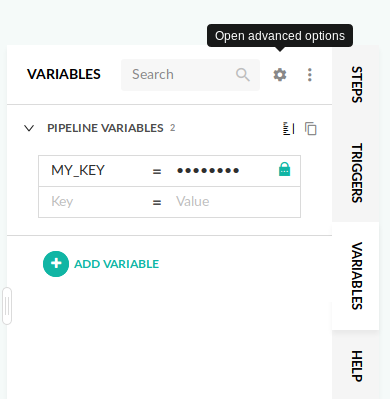 Open advanced options
VARIABLES
Search
PIPELINE VARIABLES 2
MY_KEY = ••••••••
Key = Value
+ ADD VARIABLE
STEPS
TRIGGERS
VARIABLES
HELP